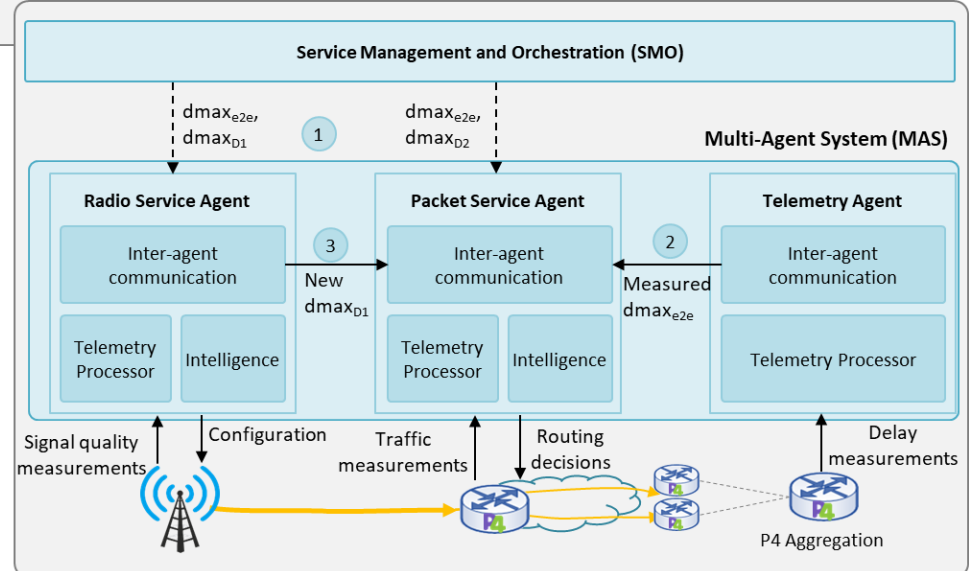 Service Management and Orchestration (SMO)
dmaxe2e,
dmaxD1
1
dmaxe2e,
dmaxD2
Multi-Agent System (MAS)
Radio Service Agent
Inter-agent
communication
Telemetry
Processor
Intelligence
3
New
dmaxD1
Packet Service Agent
Inter-agent
communication
Telemetry
Processor
Intelligence
2
Measured
dmaxe2e
Telemetry Agent
Inter-agent
communication
Telemetry Processor
Signal quality
measurements
Configuration
Traffic
measurements
Routing
decisions
Delay
measurements
P4
P4
P4
P4
P4 Aggregation